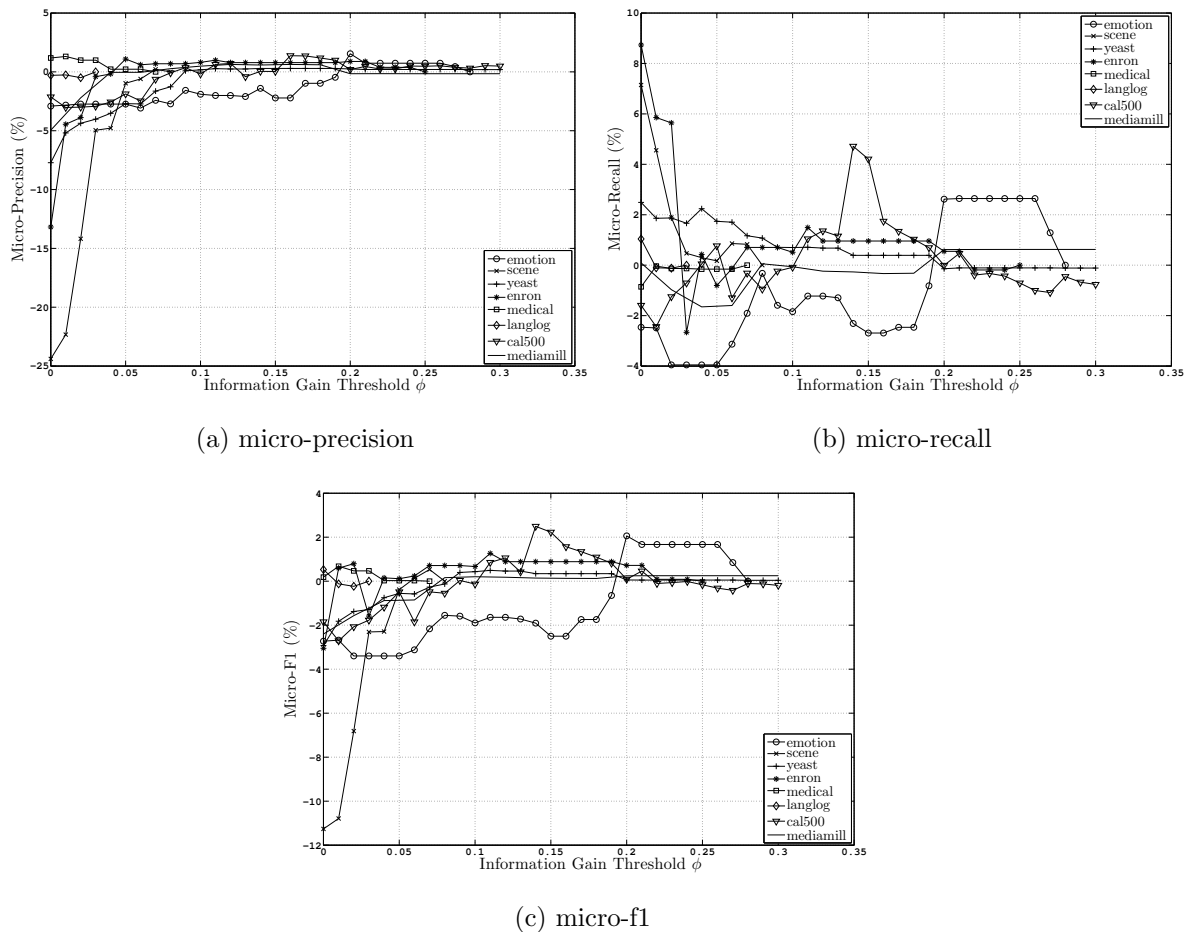 5
0
−5
−10
−15
−20
−25
0
0.05
0.1
0.15
0.2
0.25
0.3
0.35
Micro-Precision (%)
Information Gain Threshold ϕ
emotion
scene
yeast
enron
medical
langlog
cal500
mediamill
(a) micro-precision
10
8
6
4
2
0
−2
−4
0
0.05
0.1
0.15
0.2
0.25
0.3
0.35
Micro-Recall (%)
Information Gain Threshold ϕ
emotion
scene
yeast
enron
medical
langlog
cal500
mediamill
(b) micro-recall
4
2
0
−2
−4
−6
−8
−10
−12
0
0.05
0.1
0.15
0.2
0.25
0.3
0.35
Micro-F1 (%)
Information Gain Threshold ϕ
emotion
scene
yeast
enron
medical
langlog
cal500
mediamill
(c) micro-f1